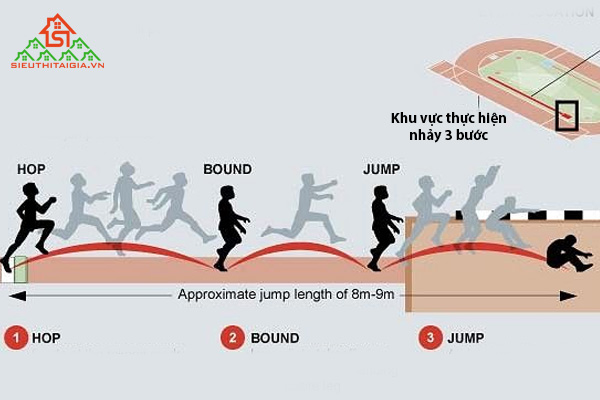 ST
SIEUTHITAIGIA.VN
Khu vực thực hiện
nhảy 3 bước
HOP
BOUND
JUMP
Approximate jump length of 8m-9m
1 HOP
2 BOUND
3 JUMP